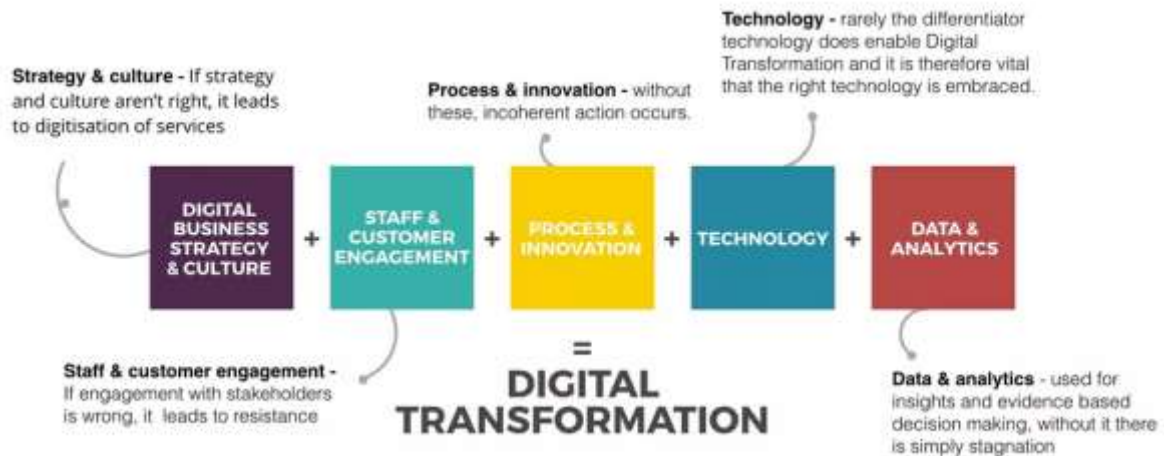 Technology - rarely the differentiator
technology does enable Digital
Transformation and it is therefore vital
that the right technology is embraced.
Strategy & culture - If strategy
and culture aren't right, it leads
to digitisation of services
Process & innovation - without
these, incoherent action occurs.
DIGITAL
BUSINESS
STRATEGY
& CULTURE
+
STAFF &
CUSTOMER
ENGAGEMENT
+
PROCESS &
INNOVATION
+
TECHNOLOGY
+
DATA &
ANALYTICS
=
DIGITAL
TRANSFORMATION
Staff & customer engagement -
If engagement with stakeholders
is wrong, it leads to resistance
Data & analytics - used for
insights and evidence based
decision making, without it there
is simply stagnation